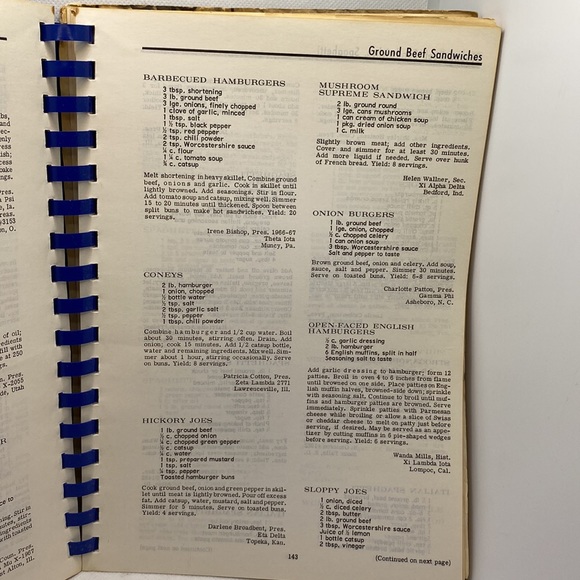 Ground Beef Sandwiches
BARBECUED HAMBURGERS
3 tbsp. shortening
3 lb. ground beef
3 lge. onions, finely chopped
1 clove of garlic, minced
1 tbsp. salt
1 ½ tsp. black pepper
½ tsp. red pepper
2 tsp. chili powder
2 tsp. Worcestershire sauce
¼ c. flour
1 ¼ c. tomato soup
¾ c. catsup
Melt shortening in heavy skillet. Combine ground
beef, onions and garlic. Cook in skillet until
lightly browned. Add seasonings. Stir in flour.
Add tomato soup and catsup, mixing well. Simmer
15 to 20 minutes until thickened. Spoon between
split buns to make hot sandwiches. Yield: 20
servings.
Irene Bishop, Pres. 1966-67
Theta Iota
Muncy, Pa.
CONEYS
2 lb. hamburger
1 onion, chopped
½ bottle water
½ tsp. salt
2 tbsp. garlic salt
½ tsp. pepper
1 tbsp. chili powder
Combine hamburger and 1/2 cup water. Boil
about 30 minutes, stirring often. Drain. Add
onion; cook 15 minutes. Add 1/2 catsup bottle,
water and remaining ingredients. Mix well. Sim-
mer about 1 hour, stirring occasionally. Serve
on buns. Yield: 8 servings.
Patricia Cotton, Pres.
Zeta Lambda 2771
Lawrenceville, Ill.
HICKORY JOES
1 lb. ground beef
½ c. chopped onion
¼ c. chopped green pepper
½ c. catsup
¼ c. water
1 tsp. prepared mustard
1 tsp. salt
¼ tsp. pepper
Toasted hamburger buns
Cook ground beef, onion and green pepper in skil-
let until meat is lightly browned. Pour off excess
fat. Add catsup, water, mustard, salt and pepper.
Simmer for 5 minutes. Serve on toasted buns.
Yield: 4 servings.
Darlene Broadbent, Pres.
Eta Delta
Topeka, Kan.
MUSHROOM
SUPREME SANDWICH
2 lb. ground round
3 lge. cans mushrooms
1 can cream of chicken soup
1 pkg. dried onion soup
1 c. milk
Slightly brown meat; add other ingredients.
Cover and simmer for at least 30 minutes.
Add more liquid if needed. Serve over hunk
of French bread. Yield: 8 servings.
Helen Wallner, Sec.
Xi Alpha Delta
Bedford, Ind.
ONION BURGERS
1 lb. ground beef
1 lge. onion, chopped
½ c. chopped celery
1 can onion soup
3 tbsp. Worcestershire sauce
Salt and pepper to taste
Brown ground beef, onion and celery. Add soup,
sauce, salt and pepper. Simmer 30 minutes.
Serve on toasted buns. Yield: 6-8 servings.
Charlotte Patton, Pres.
Gamma Phi
Asheboro, N. C.
OPEN-FACED ENGLISH
HAMBURGERS
½ c. garlic dressing
2 lb. hamburger
6 English muffins, split in half
Seasoning salt to taste
Add garlic dressing to hamburger; form 12
patties. Broil in oven 4 to 6 inches from flame
until browned on one side. Place patties on Eng-
lish muffin halves, browned-side down; sprinkle
with seasoning salt. Continue to broil until muf-
fins and hamburger patties are browned. Serve
immediately. Sprinkle patties with Parmesan
cheese while broiling or allow a slice of Swiss
or cheddar cheese to melt on patty just before
serving, if desired. May be served as an appe-
tizer by cutting muffins in 6 pie-shaped wedges
before serving. Yield: 6 servings.
Wanda Mills, Hist.
Xi Lambda Iota
Lompoc, Cal.
SLOPPY JOES
1 onion, diced
½ c. diced celery
2 tbsp. butter
2 lb. ground beef
3 tbsp. Worcestershire sauce
Juice of ½ lemon
1 bottle catsup
2 tbsp. vinegar
(Continued on next page)
143